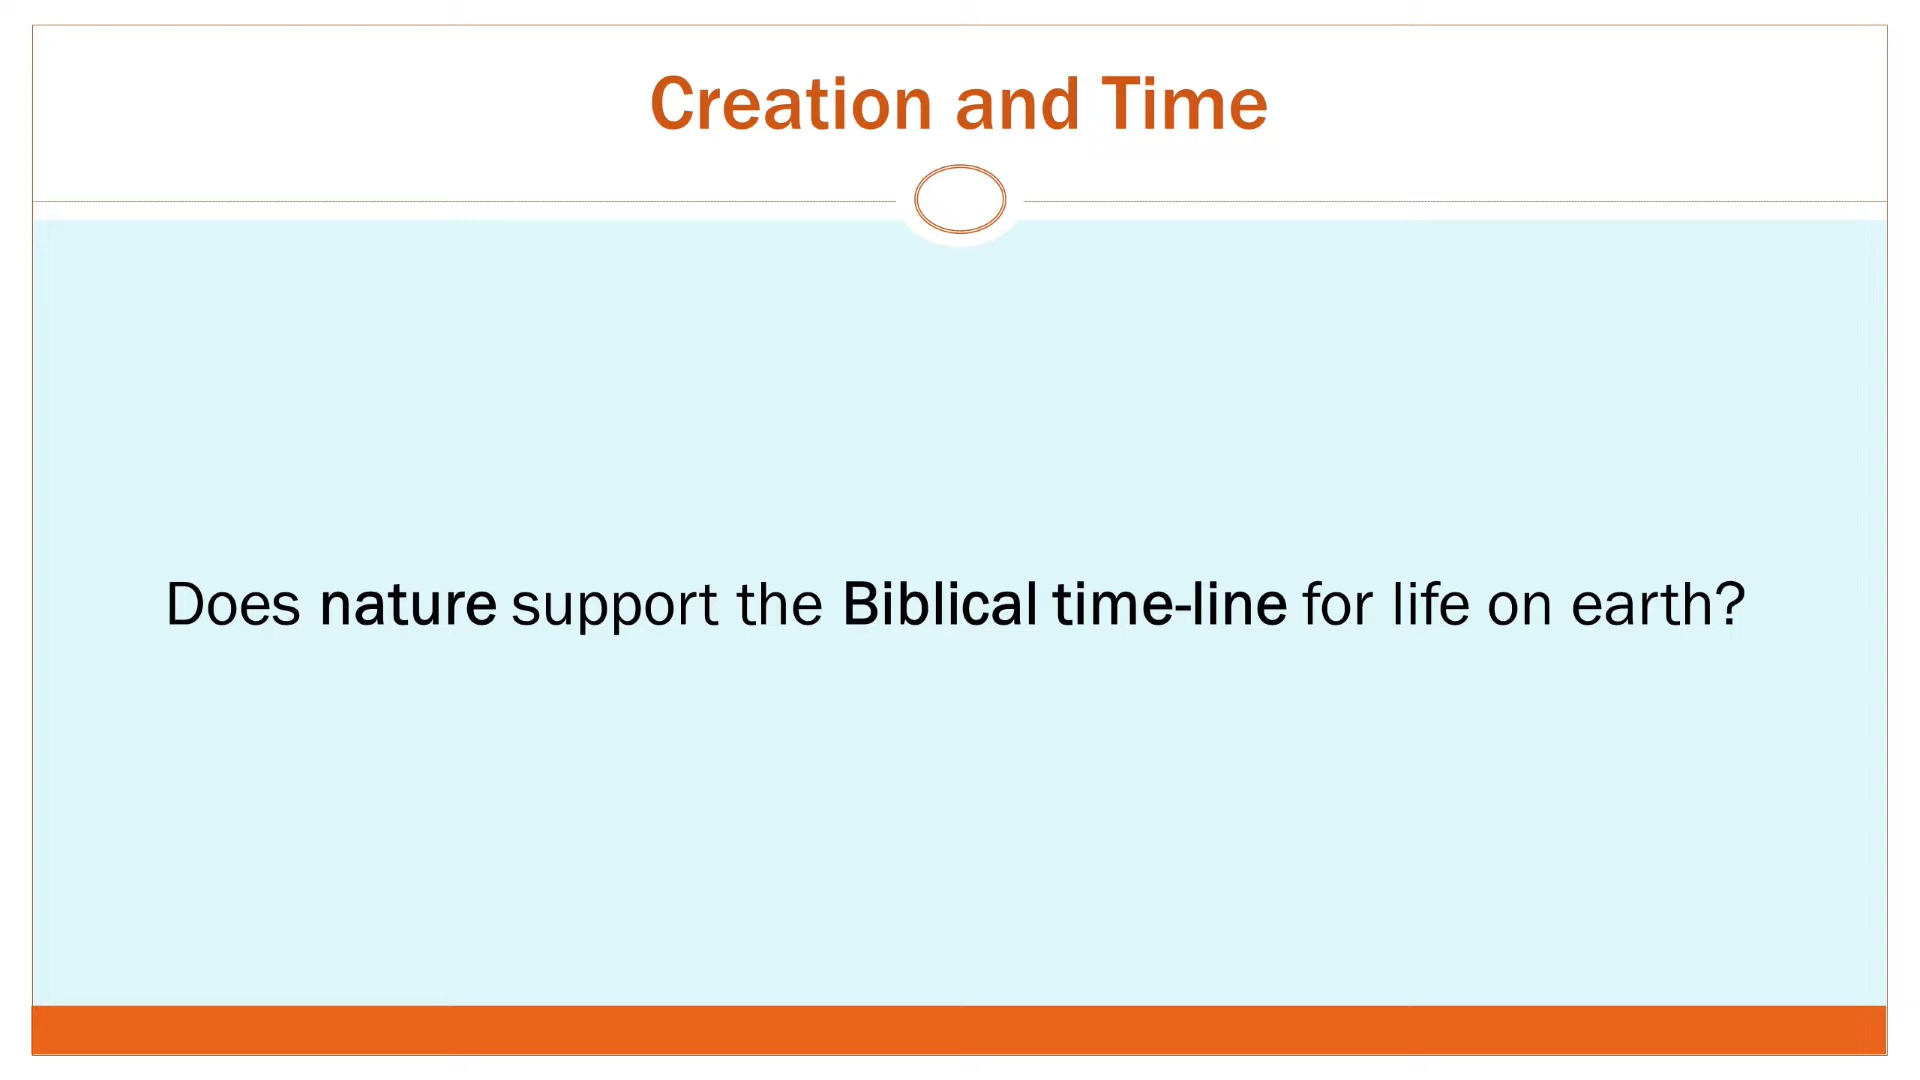 Creation and Time
Does nature support the Biblical time-line for life on earth?